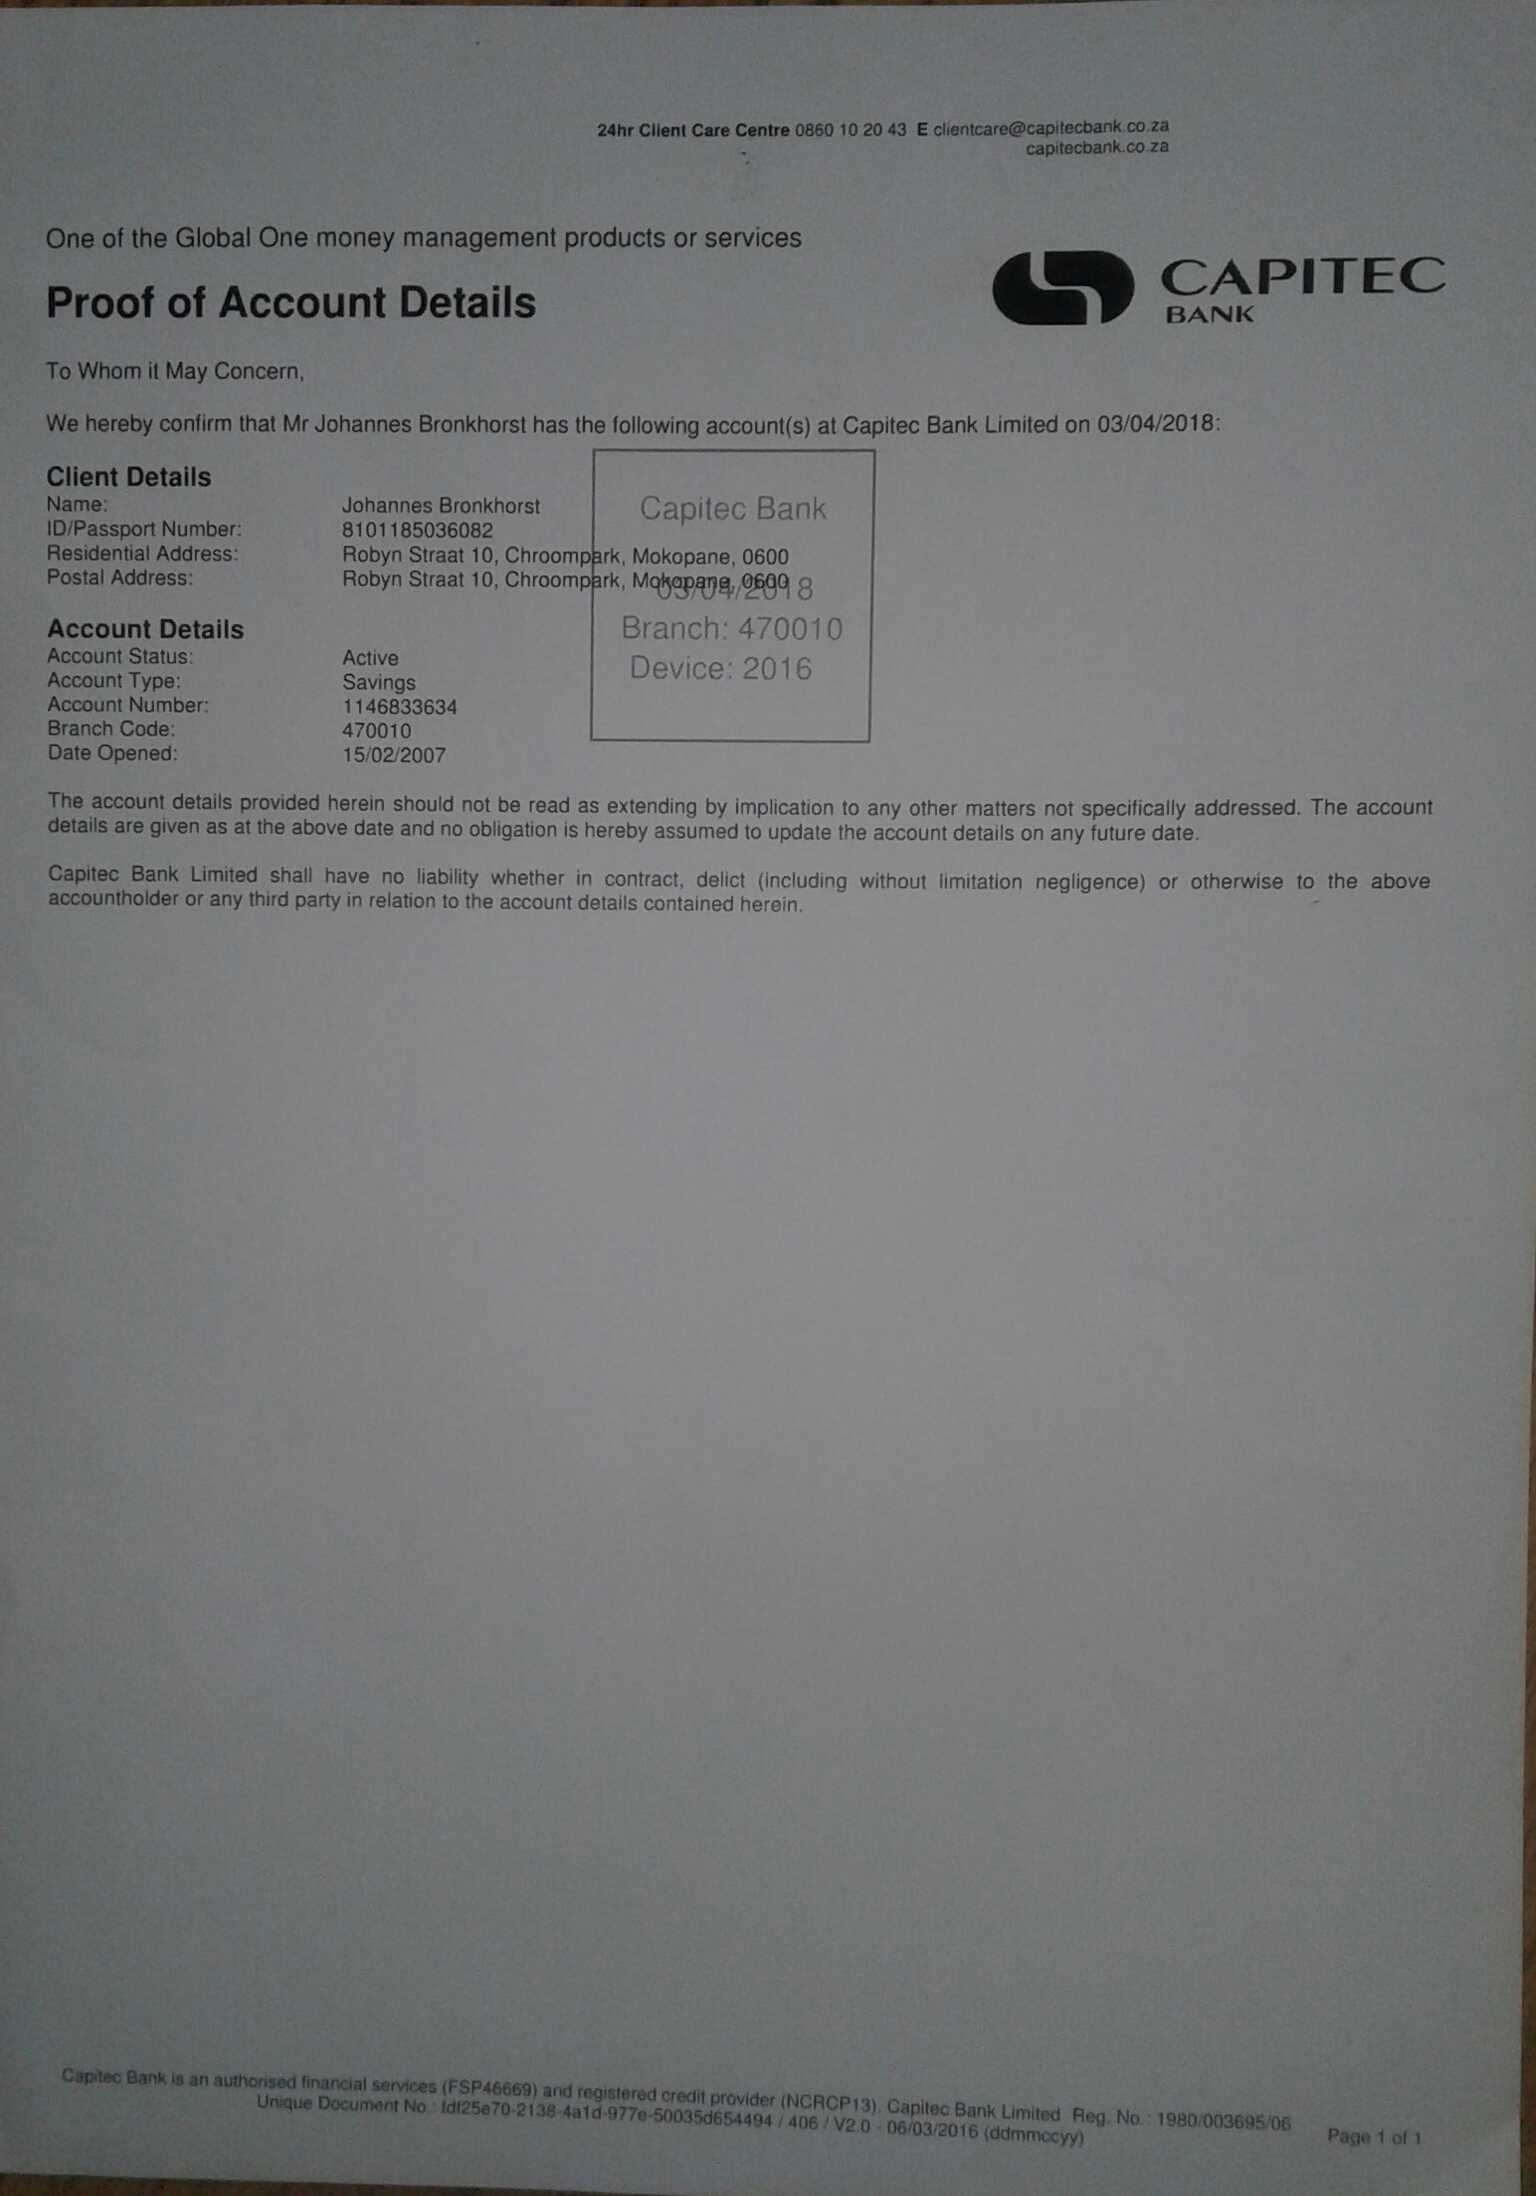 24hr Client Care Centre 0860 10 20 43 E clientcare@capitecbank.co.za
capitecbank.co.za
One of the Global One money management products or services
CAPITEC
BANK
Proof of Account Details
To Whom it May Concern,
We hereby confirm that Mr Johannes Bronkhorst has the following account(s) at Capitec Bank Limited on 03/04/2018:
Client Details
Name: Johannes Bronkhorst
ID/Passport Number: 8101185036082
Residential Address: Robyn Straat 10, Chroompark, Mokopane, 0600
Postal Address: Robyn Straat 10, Chroompark, Mokopane, 0600
Capitec Bank
03/04/2018
Branch: 470010
Device: 2016
Account Details
Account Status: Active
Account Type: Savings
Account Number: 1146833634
Branch Code: 470010
Date Opened: 15/02/2007
The account details provided herein should not be read as extending by implication to any other matters not specifically addressed. The account
details are given as at the above date and no obligation is hereby assumed to update the account details on any future date.
Capitec Bank Limited shall have no liability whether in contract, delict (including without limitation negligence) or otherwise to the above
accountholder or any third party in relation to the account details contained herein.
Capitec Bank is an authorised financial services (FSP46669) and registered credit provider (NCRCP13). Capitec Bank Limited Reg. No.: 1980/003695/06
Unique Document No.: fdf25e70-2138-4a1d-977e-50035d654494 / 406 / V2.0 - 06/03/2016 (ddmmccyy)
Page 1 of 1